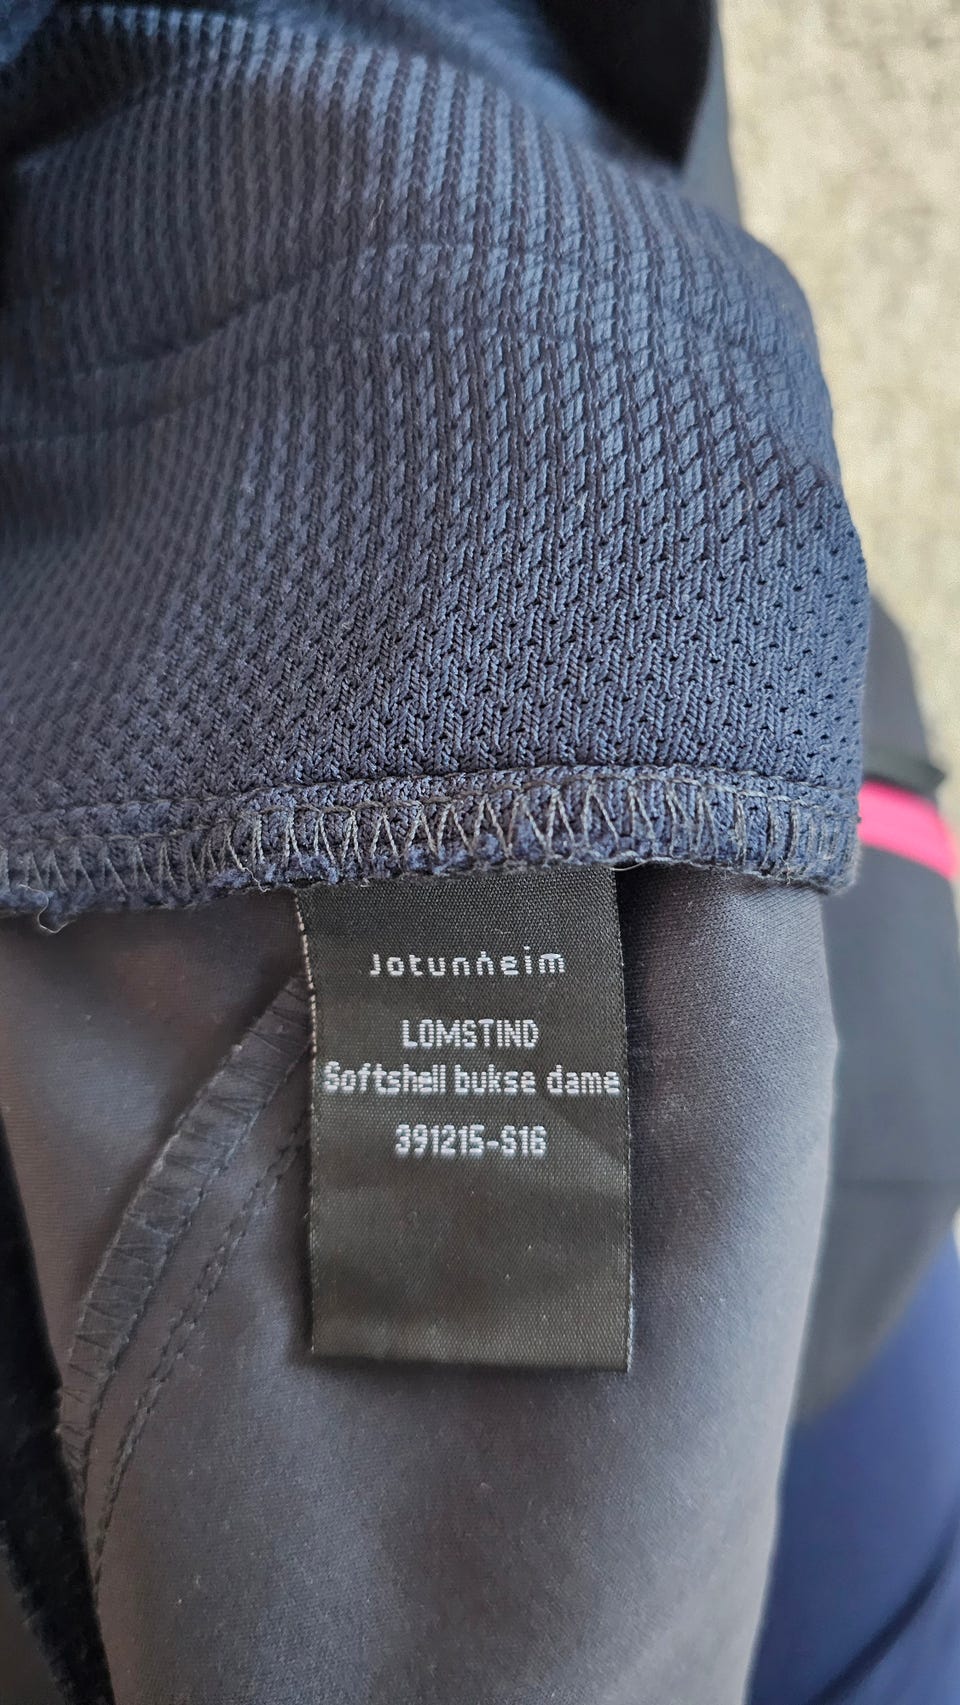 Jotunheim
LOMSTIND
Softshell bukse dame
391215-S16